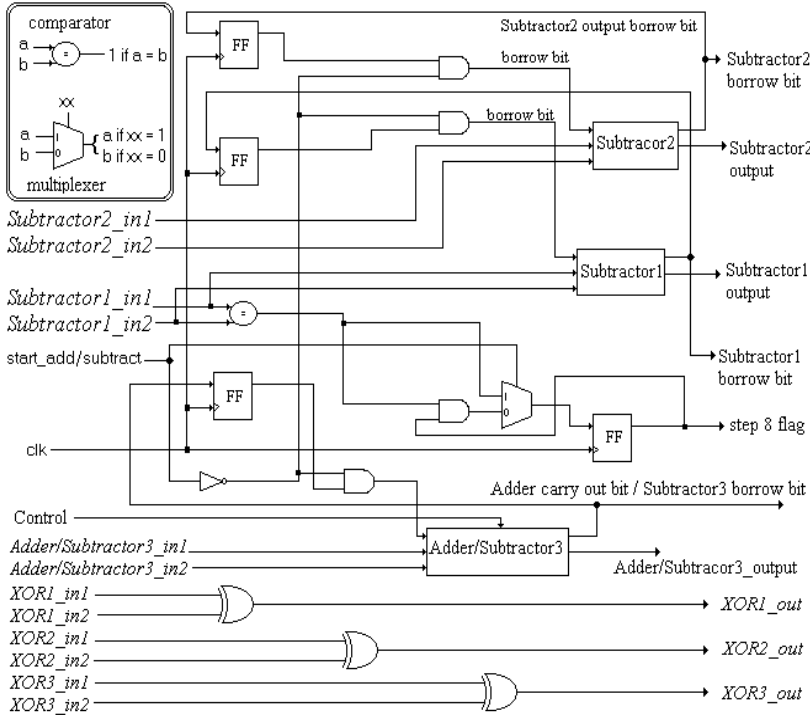 comparator
a
b
=
1 if a = b
xx
a
b
1
0
a if xx = 1
b if xx = 0
multiplexer
FF
Subtractor2 output borrow bit
borrow bit
Subtractor2
borrow bit
borrow bit
FF
Subtracor2
Subtractor2
output
Subtractor2_in1
Subtractor2_in2
Subtractor1
Subtractor1
output
Subtractor1_in1
Subtractor1_in2
=
start_add/subtract
Subtractor1
borrow bit
FF
1
0
FF
step 8 flag
clk
Adder carry out bit / Subtractor3 borrow bit
Control
Adder/Subtractor3_in1
Adder/Subtractor3_in2
Adder/Subtractor3
Adder/Subtracor3_output
XOR1_in1
XOR1_in2
XOR1_out
XOR2_in1
XOR2_in2
XOR2_out
XOR3_in1
XOR3_in2
XOR3_out